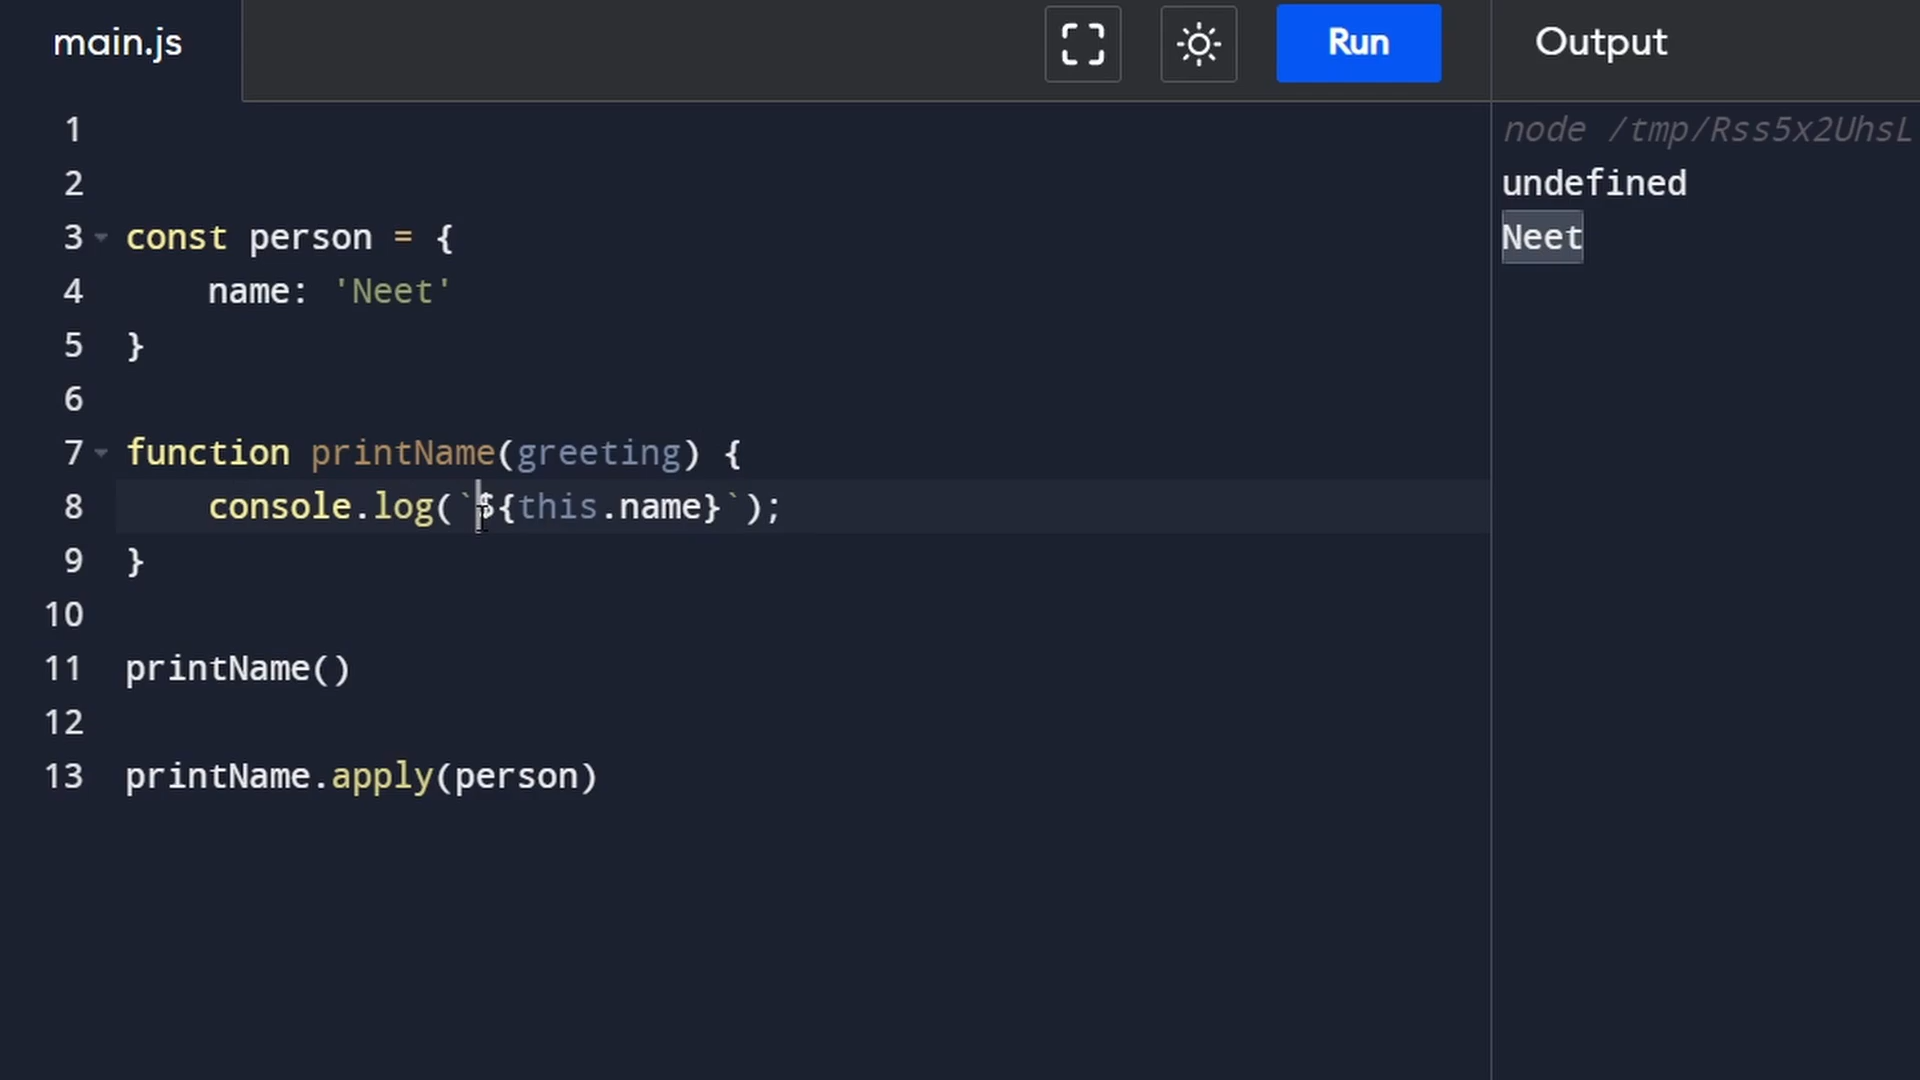 main.js
Run
Output
1
2
3 const person = {
4 name: 'Neet'
5 }
6
7 function printName(greeting) {
8 console.log(`${this.name}`);
9 }
10
11 printName()
12
13 printName.apply(person)
node /tmp/Rss5x2UhsL
undefined
Neet